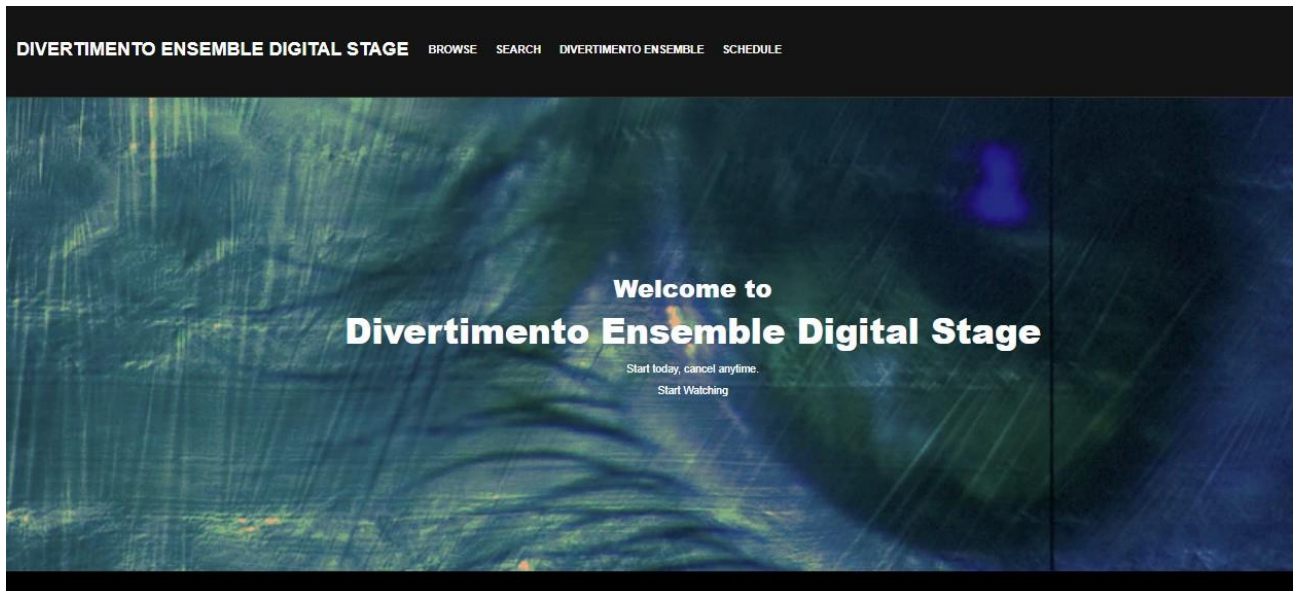 DIVERTIMENTO ENSEMBLE DIGITAL STAGE BROWSE SEARCH DIVERTIMENTO ENSEMBLE SCHEDULE
Welcome to
Divertimento Ensemble Digital Stage
Start today, cancel anytime.
Start Watching